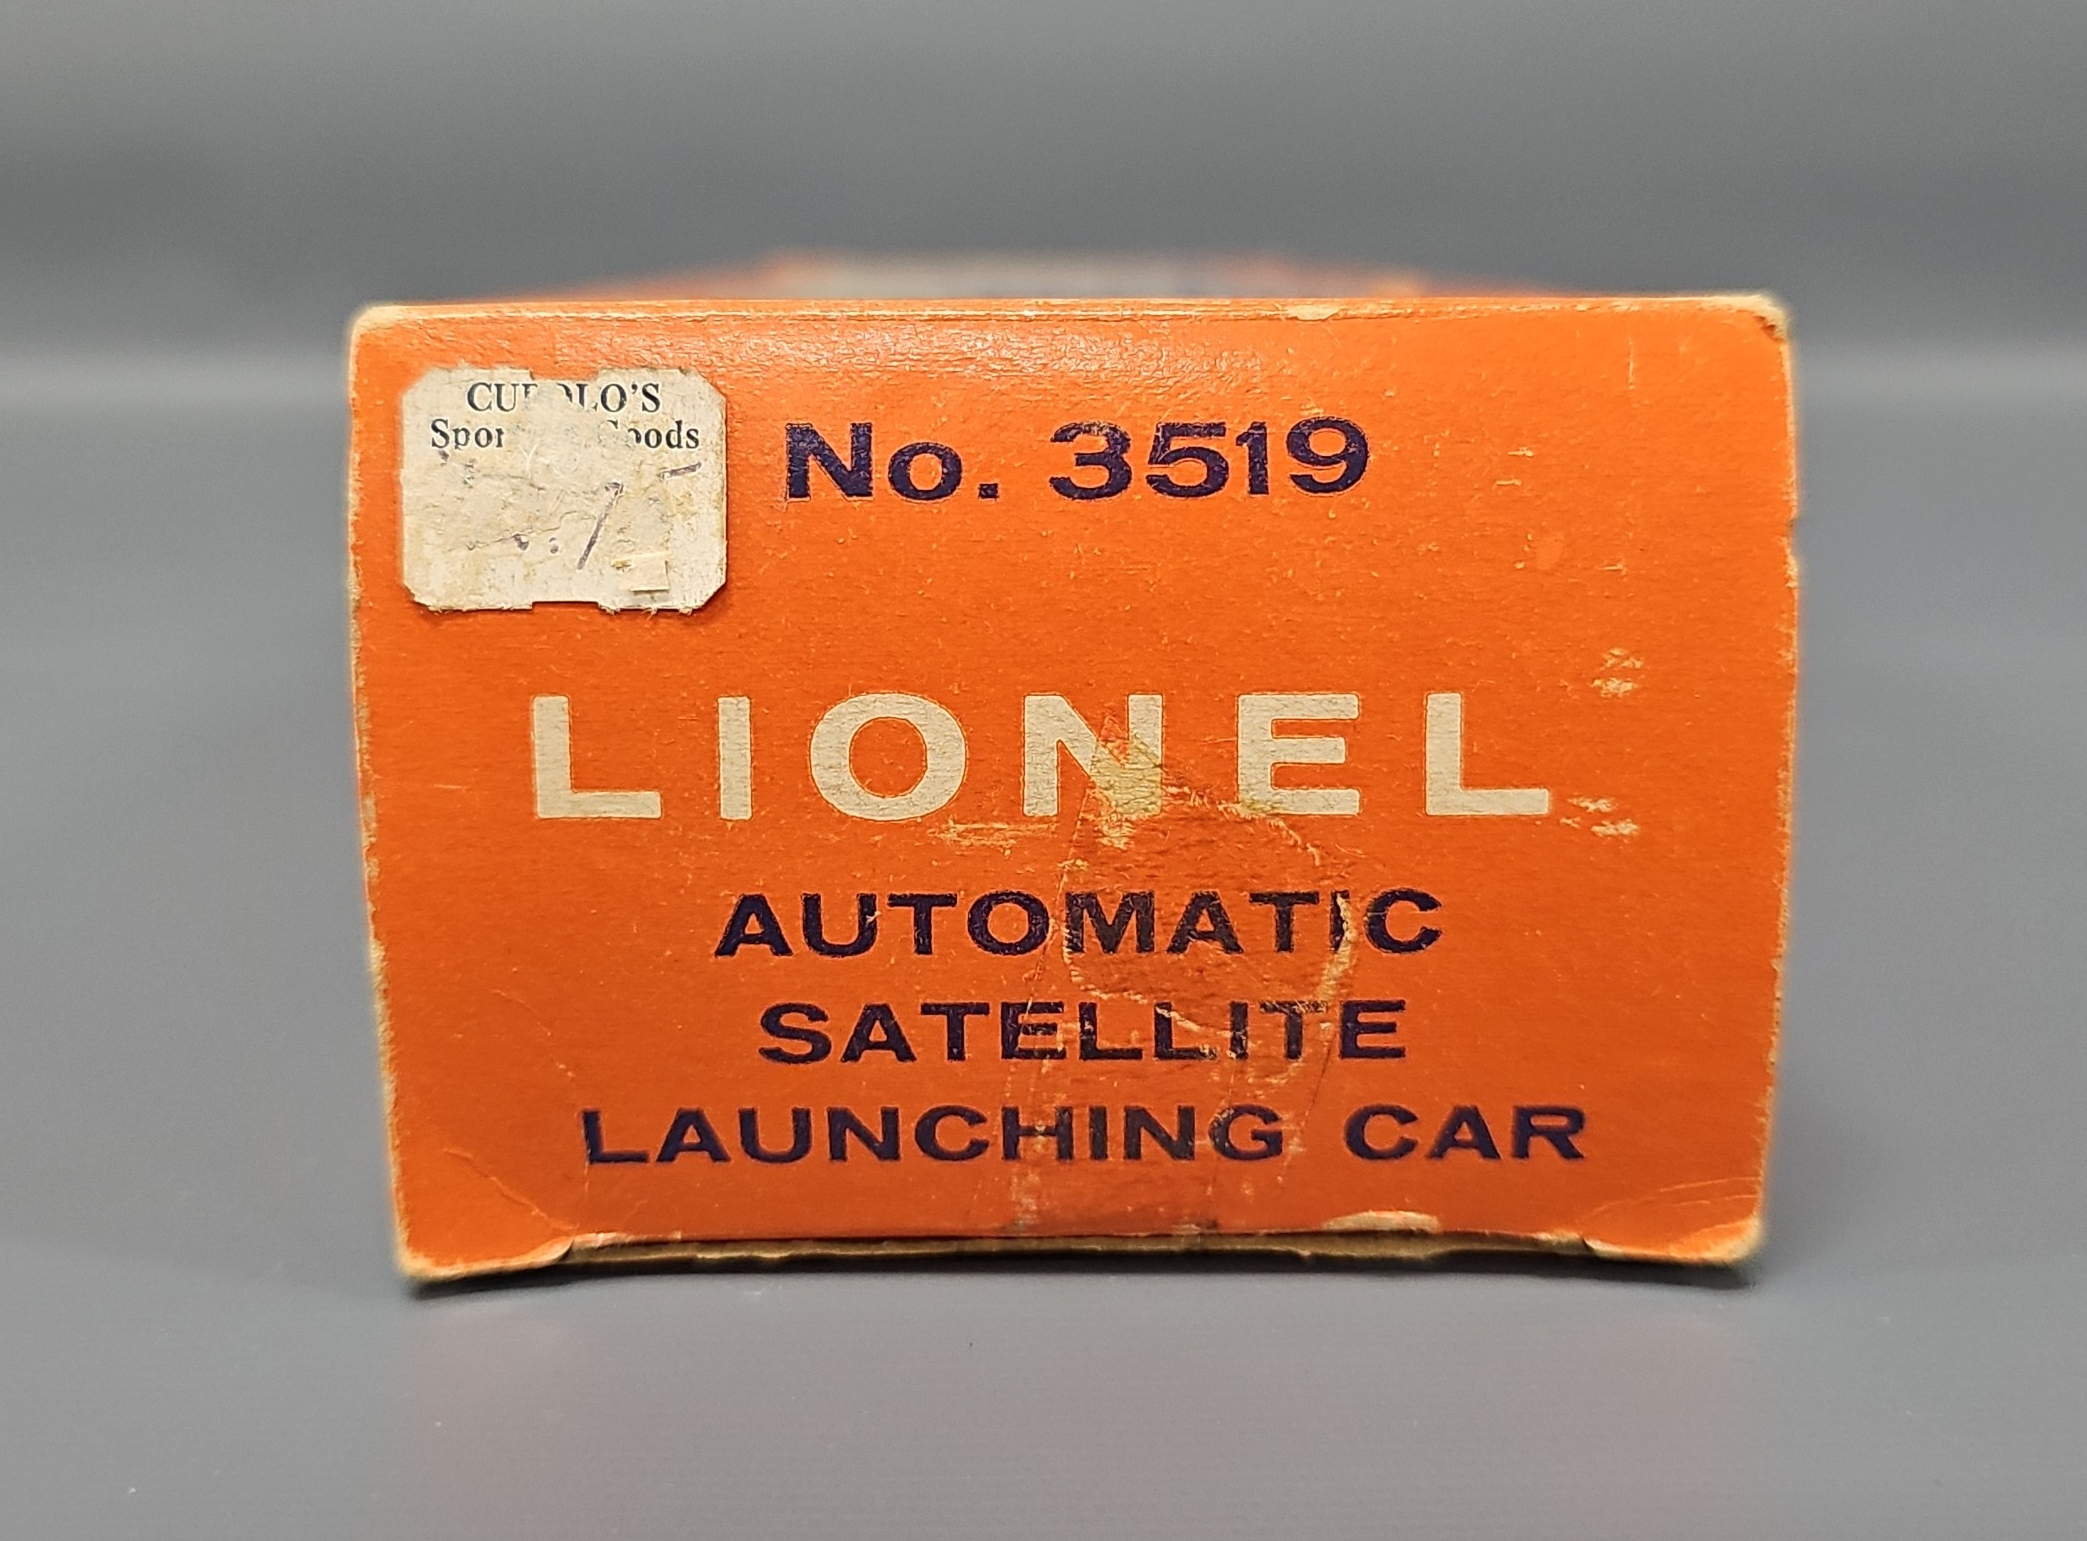 No. 3519
LIONEL
AUTOMATIC
SATELLITE
LAUNCHING CAR